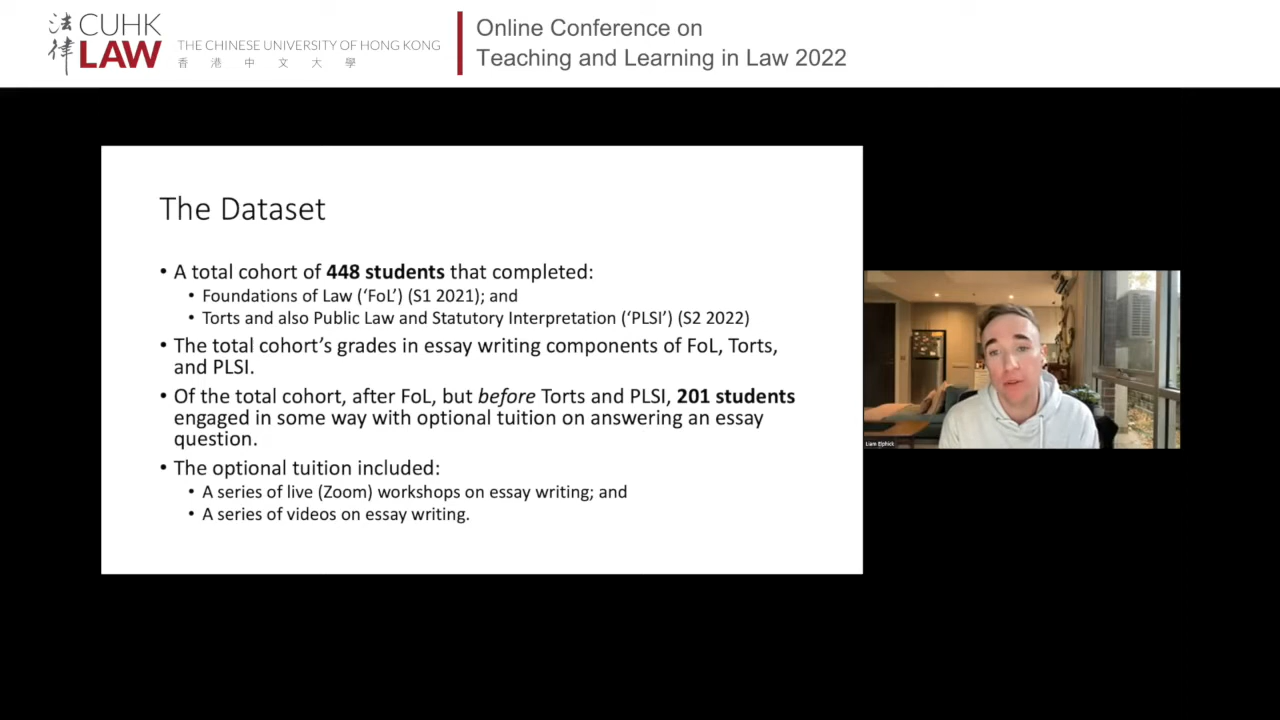 法律
CUHK
LAW
THE CHINESE UNIVERSITY OF HONG KONG
香港中文大學
Online Conference on
Teaching and Learning in Law 2022
The Dataset
• A total cohort of 448 students that completed:
• Foundations of Law (‘FoL’) (S1 2021); and
• Torts and also Public Law and Statutory Interpretation (‘PLSI’) (S2 2022)
• The total cohort’s grades in essay writing components of FoL, Torts,
and PLSI.
• Of the total cohort, after FoL, but before Torts and PLSI, 201 students
engaged in some way with optional tuition on answering an essay
question.
• The optional tuition included:
• A series of live (Zoom) workshops on essay writing; and
• A series of videos on essay writing.
Liam Elphick